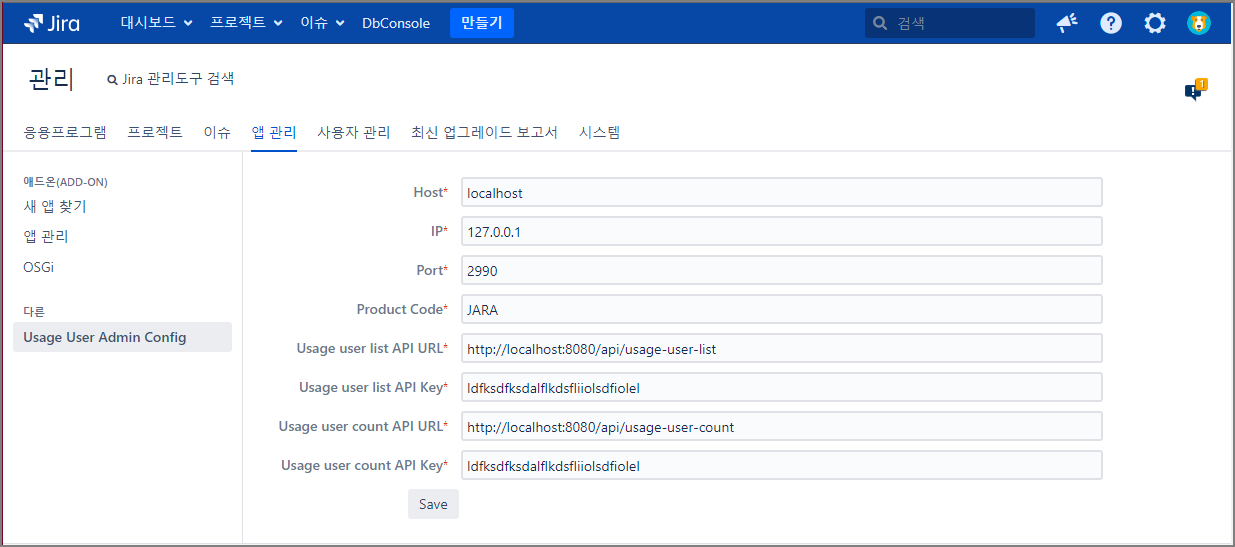 Jira 대시보드 프로젝트 이슈 DbConsole 만들기 검색
관리 Jira 관리도구 검색
1
응용프로그램 프로젝트 이슈 앱 관리 사용자 관리 최신 업그레이드 보고서 시스템
애드온(ADD-ON)
새 앱 찾기
앱 관리
OSGi
다른
Usage User Admin Config
Host* localhost
IP* 127.0.0.1
Port* 2990
Product Code* JARA
Usage user list API URL* http://localhost:8080/api/usage-user-list
Usage user list API Key* ldfksdfksdalflkdsfliiolsdfiolel
Usage user count API URL* http://localhost:8080/api/usage-user-count
Usage user count API Key* ldfksdfksdalflkdsfliiolsdfiolel
Save